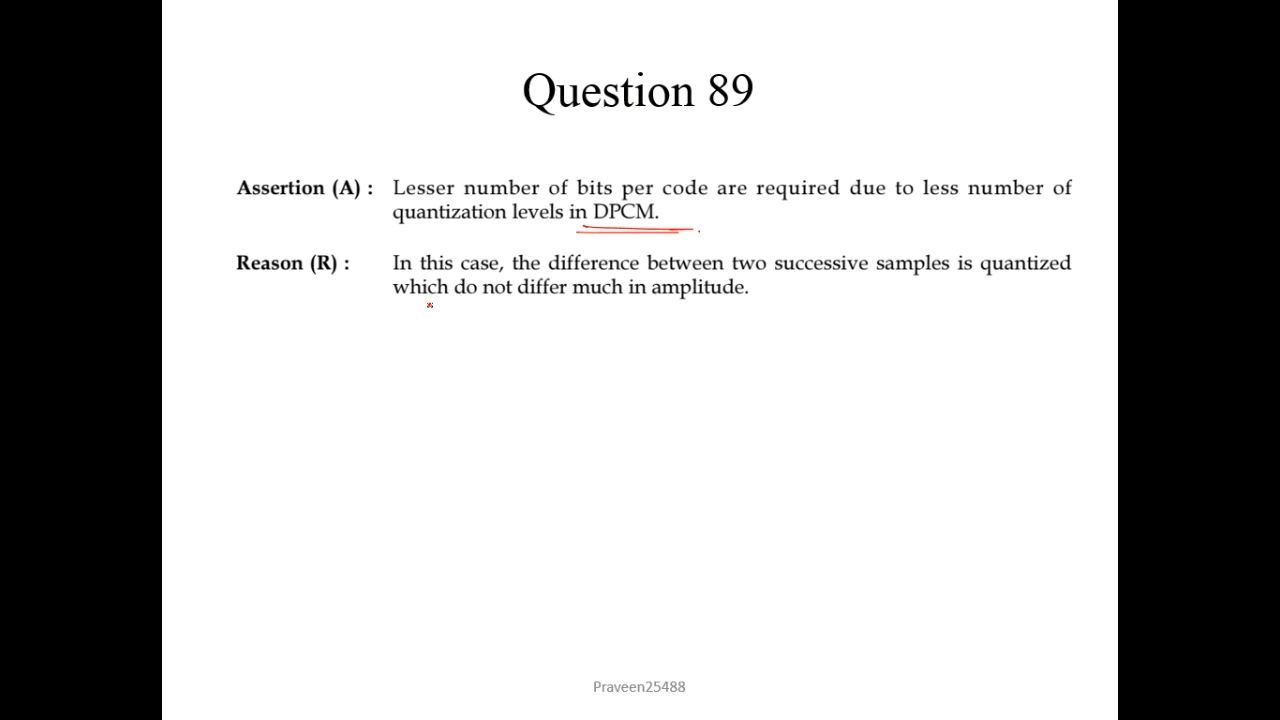 Question 89
Assertion (A) : Lesser number of bits per code are required due to less number of
quantization levels in DPCM.
Reason (R) : In this case, the difference between two successive samples is quantized
which do not differ much in amplitude.
Praveen25488